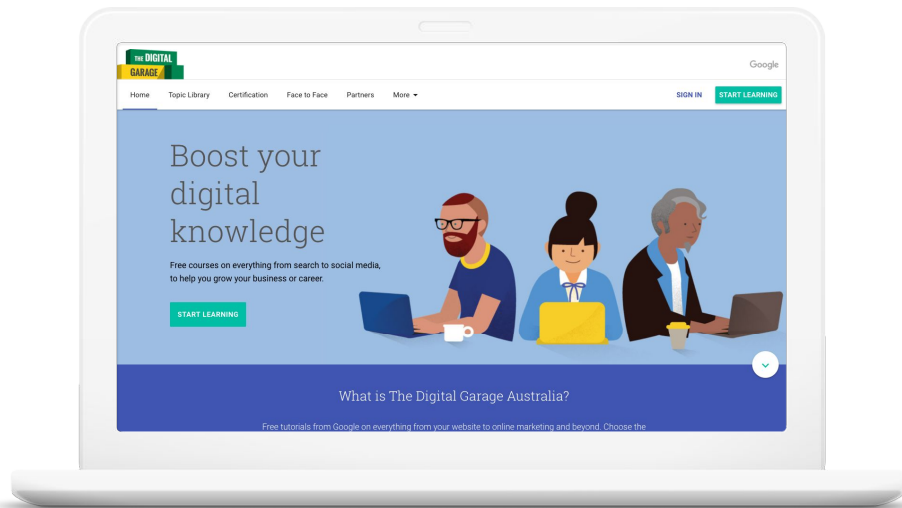 THE DIGITAL
GARAGE
Google
Home Topic Library Certification Face to Face Partners More
SIGN IN START LEARNING
Boost your
digital
knowledge
Free courses on everything from search to social media,
to help you grow your business or career.
START LEARNING
What is The Digital Garage Australia?
Free tutorials from Google on everything from your website to online marketing and beyond. Choose the